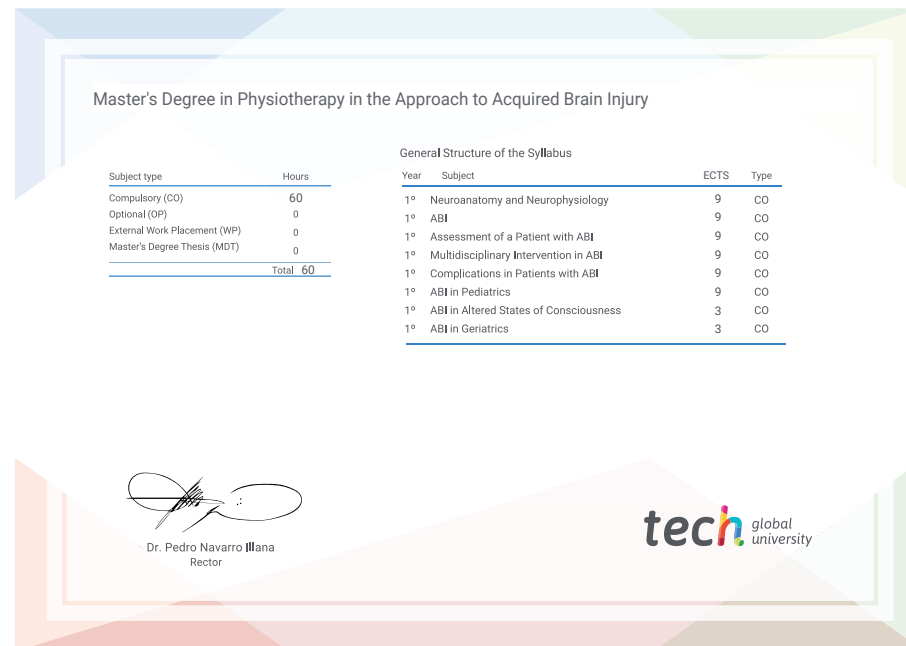 Master's Degree in Physiotherapy in the Approach to Acquired Brain Injury
Subject type Hours
Compulsory (CO) 60
Optional (OP) 0
External Work Placement (WP) 0
Master's Degree Thesis (MDT) 0
Total 60
General Structure of the Syllabus
Year Subject ECTS Type
1º Neuroanatomy and Neurophysiology 9 CO
1º ABI 9 CO
1º Assessment of a Patient with ABI 9 CO
1º Multidisciplinary Intervention in ABI 9 CO
1º Complications in Patients with ABI 9 CO
1º ABI in Pediatrics 9 CO
1º ABI in Altered States of Consciousness 3 CO
1º ABI in Geriatrics 3 CO
Dr. Pedro Navarro Illana
Rector
tech global
university